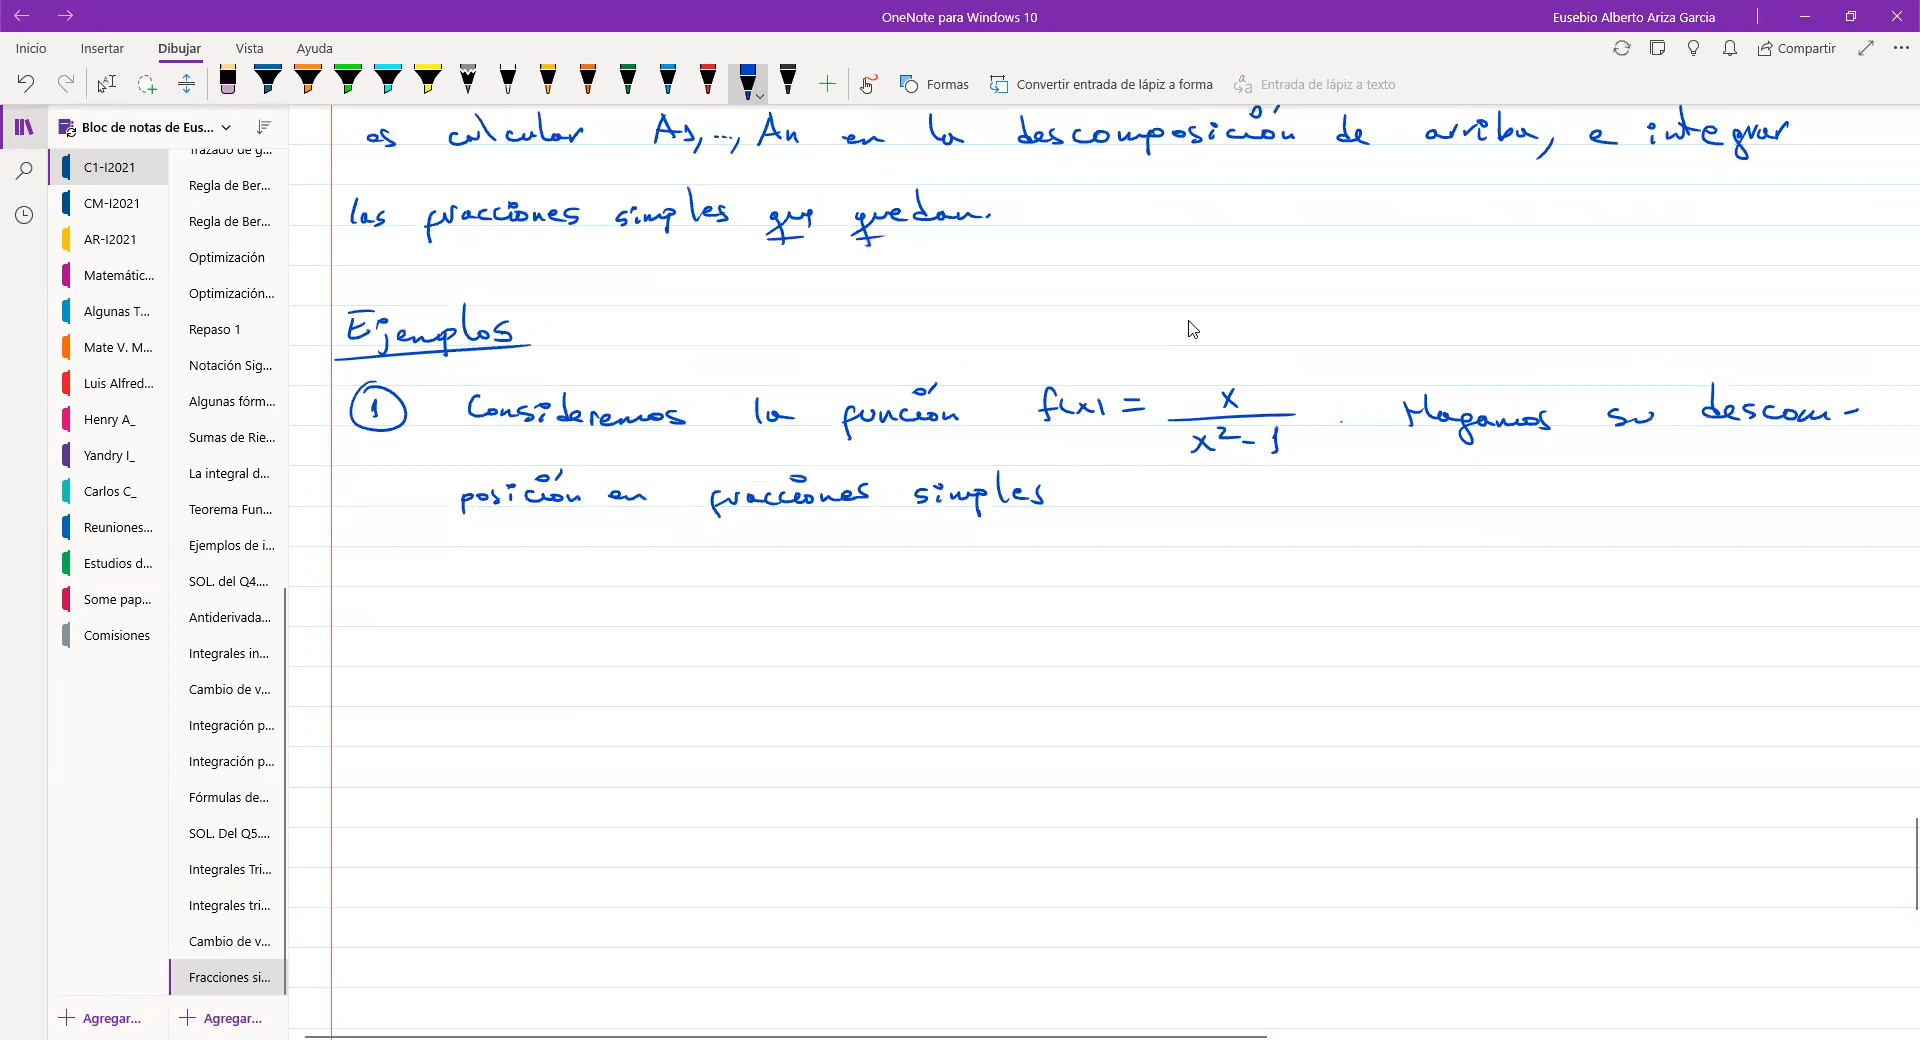 OneNote para Windows 10
Eusebio Alberto Ariza Garcia
Inicio Insertar Dibujar Vista Ayuda
Compartir
Formas Convertir entrada de lápiz a forma Entrada de lápiz a texto
Bloc de notas de Eus...
C1-I2021
CM-I2021
AR-I2021
Matemátic...
Algunas T...
Mate V. M...
Luis Alfred...
Henry A_
Yandry I_
Carlos C_
Reuniones...
Estudios d...
Some pap...
Comisiones
Agregar...
Trazado de g...
Regla de Ber...
Regla de Ber...
Optimización
Optimización...
Repaso 1
Notación Sig...
Algunas fórm...
Sumas de Rie...
La integral d...
Teorema Fun...
Ejemplos de i...
SOL. del Q4....
Antiderivada...
Integrales in...
Cambio de v...
Integración p...
Integración p...
Fórmulas de...
SOL. Del Q5....
Integrales Tri...
Integrales tri...
Cambio de v...
Fracciones si...
Agregar...
es calcular A1,..., An en la descomposición de arriba, e integrar
las fracciones simples que quedan.
Ejemplos
1 Consideremos la función f(x) = x / x² - 1 . Hagamos su descom-
posición en fracciones simples